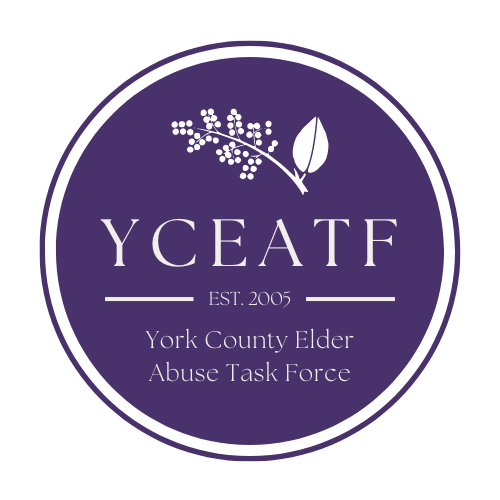 YCEATF
EST. 2005
York County Elder
Abuse Task Force